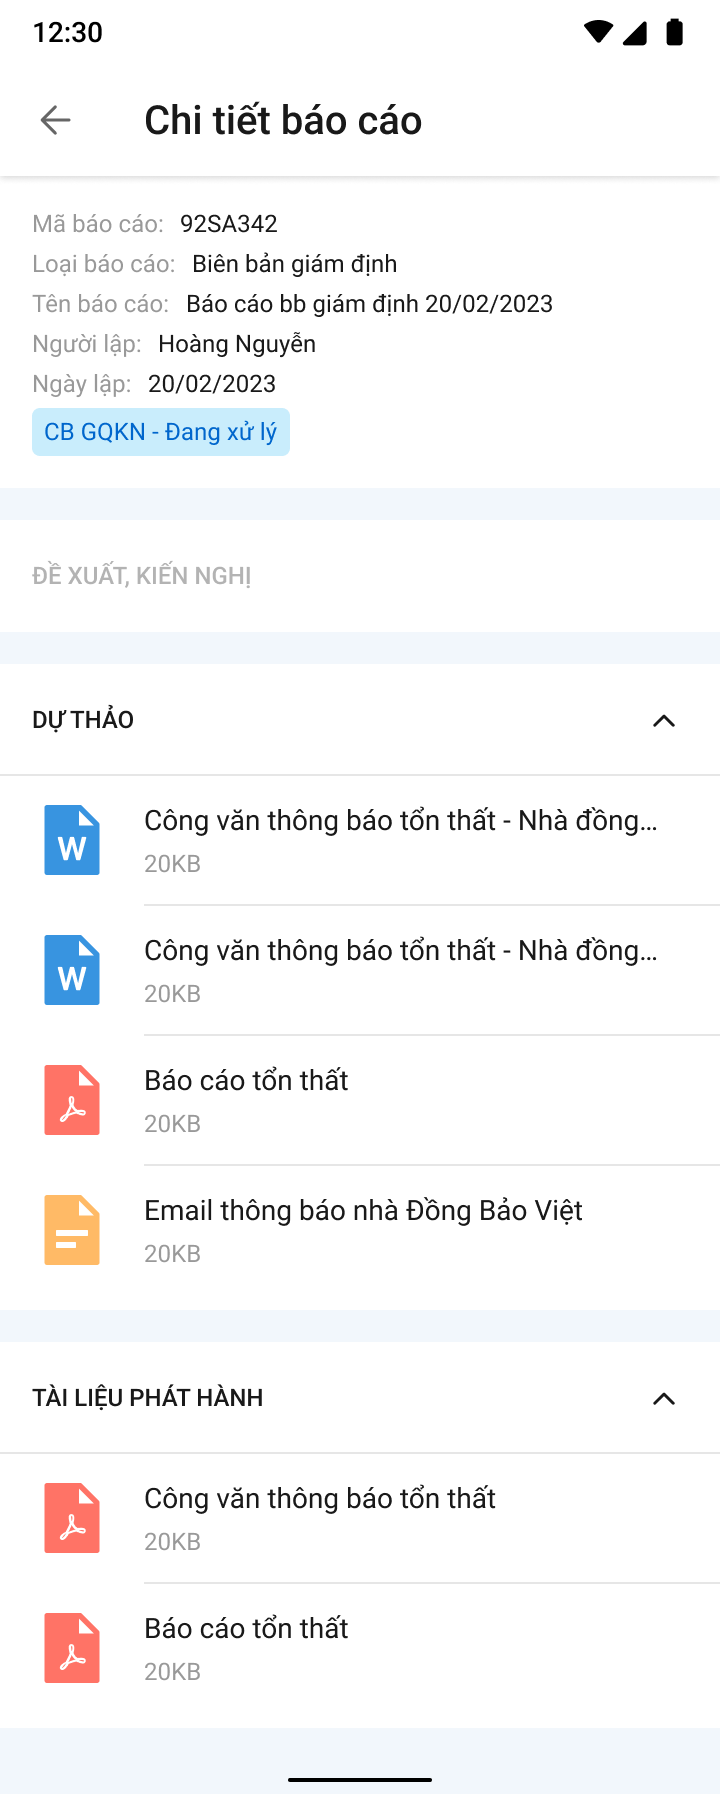 12:30
Chi tiết báo cáo
Mã báo cáo: 92SA342
Loại báo cáo: Biên bản giám định
Tên báo cáo: Báo cáo bb giám định 20/02/2023
Người lập: Hoàng Nguyễn
Ngày lập: 20/02/2023
CB GQKN - Đang xử lý
ĐỀ XUẤT, KIẾN NGHỊ
DỰ THẢO
W
Công văn thông báo tổn thất - Nhà đồng...
20KB
W
Công văn thông báo tổn thất - Nhà đồng...
20KB
Báo cáo tổn thất
20KB
Email thông báo nhà Đồng Bảo Việt
20KB
TÀI LIỆU PHÁT HÀNH
Công văn thông báo tổn thất
20KB
Báo cáo tổn thất
20KB